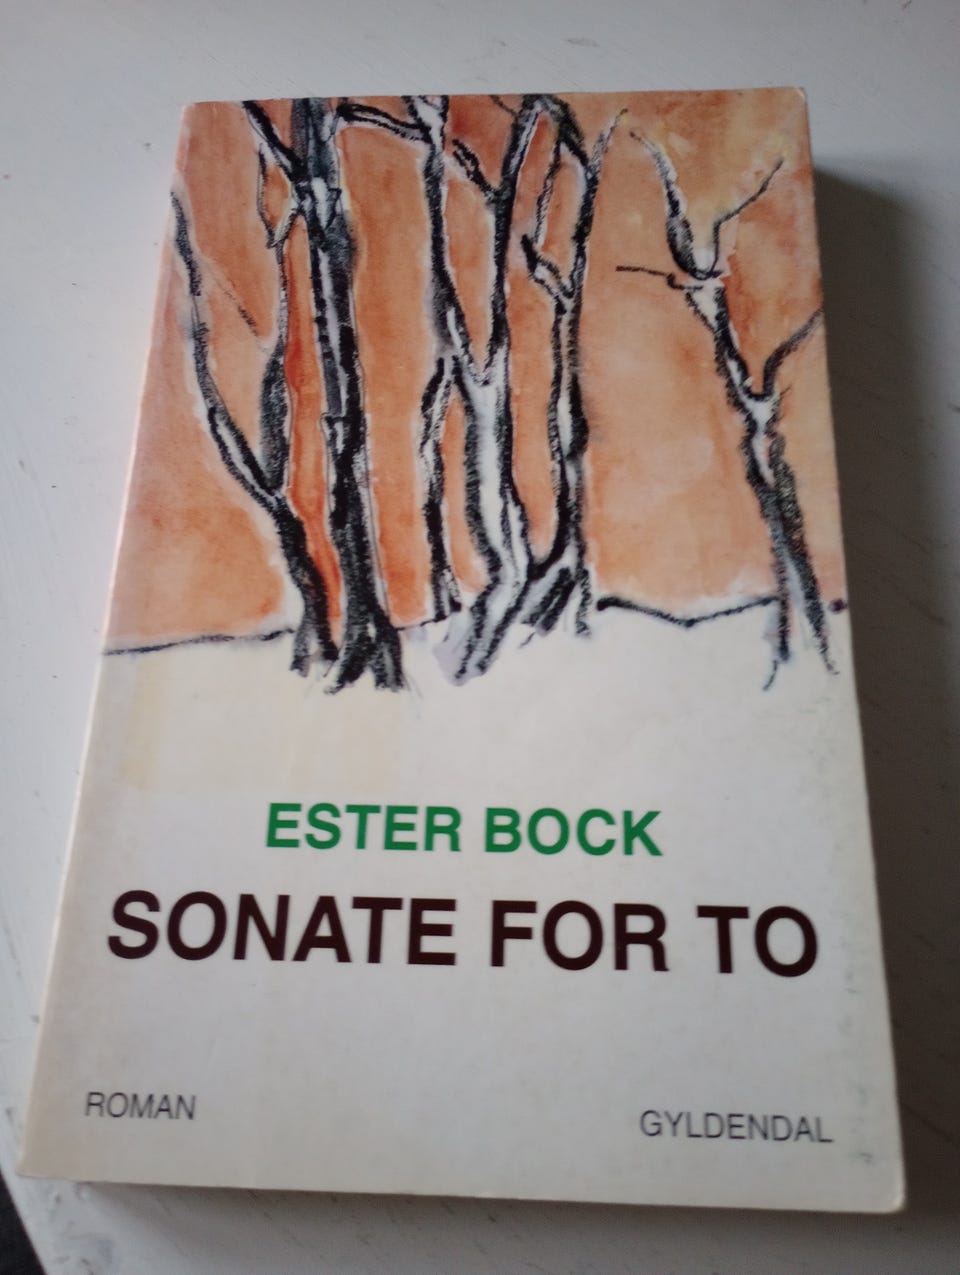 ESTER BOCK
SONATE FOR TO
ROMAN
GYLDENDAL